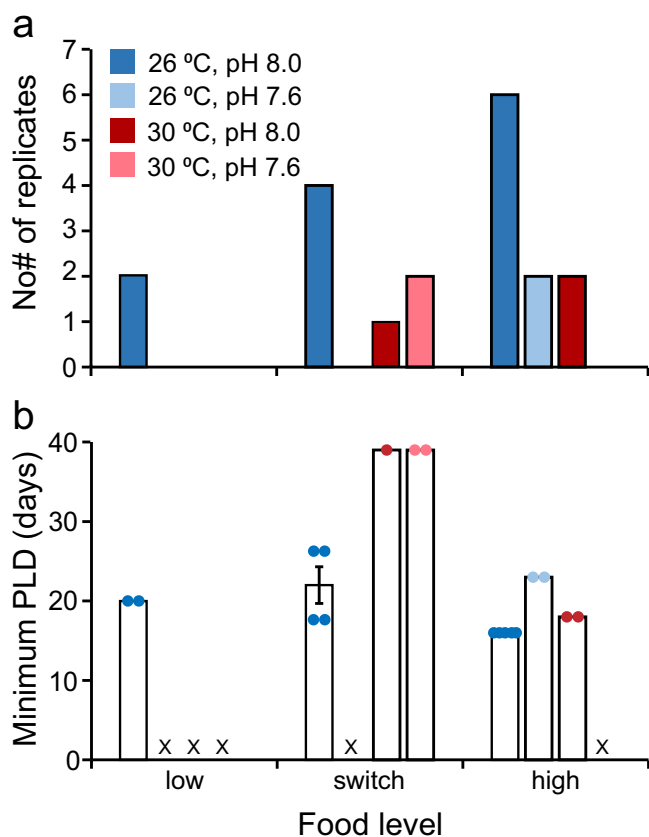 a
7
6
5
4
3
2
1
0
No# of replicates
26 ºC, pH 8.0
26 ºC, pH 7.6
30 ºC, pH 8.0
30 ºC, pH 7.6
b
40
30
20
10
0
Minimum PLD (days)
X X X X X
low switch high
Food level